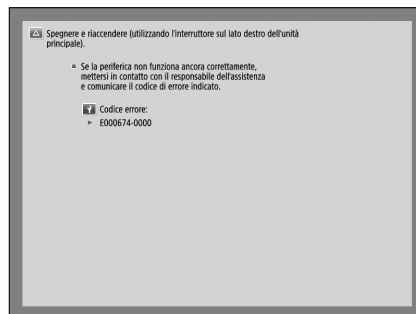 Spegnere e riaccendere (utilizzando l'interruttore sul lato destro dell'unità
principale).
Se la periferica non funziona ancora correttamente,
mettersi in contatto con il responsabile dell'assistenza
e comunicare il codice di errore indicato.
Codice errore:
E000674-0000